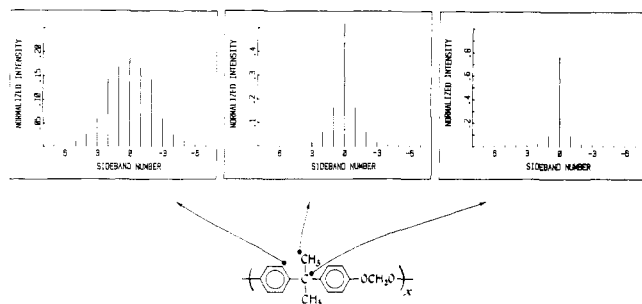 NORMALIZED INTENSITY
.05 .10 .15 .20
6 3 0 -3 -6
SIDEBAND NUMBER
NORMALIZED INTENSITY
.1 .2 .3 .4
6 3 0 -3 -6
SIDEBAND NUMBER
NORMALIZED INTENSITY
.2 .4 .6 .8
6 3 0 -3 -6
SIDEBAND NUMBER
CH₃
C
OCH₂O
x
CH₃